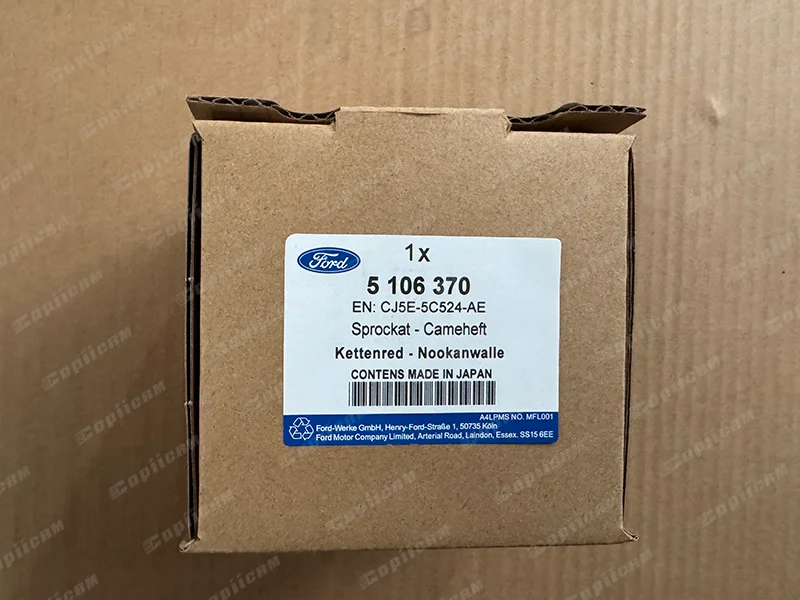 Ford
1x
5 106 370
EN: CJ5E-5C524-AE
Sprockat - Cameheft
Kettenred - Nookanwalle
CONTENS MADE IN JAPAN
A4LPMS NO. MFL001
Ford-Werke GmbH, Henry-Ford-Straße 1, 50735 Köln
Ford Motor Company Limited, Arterial Road, Laindon, Essex. SS15 6EE
Copiicam